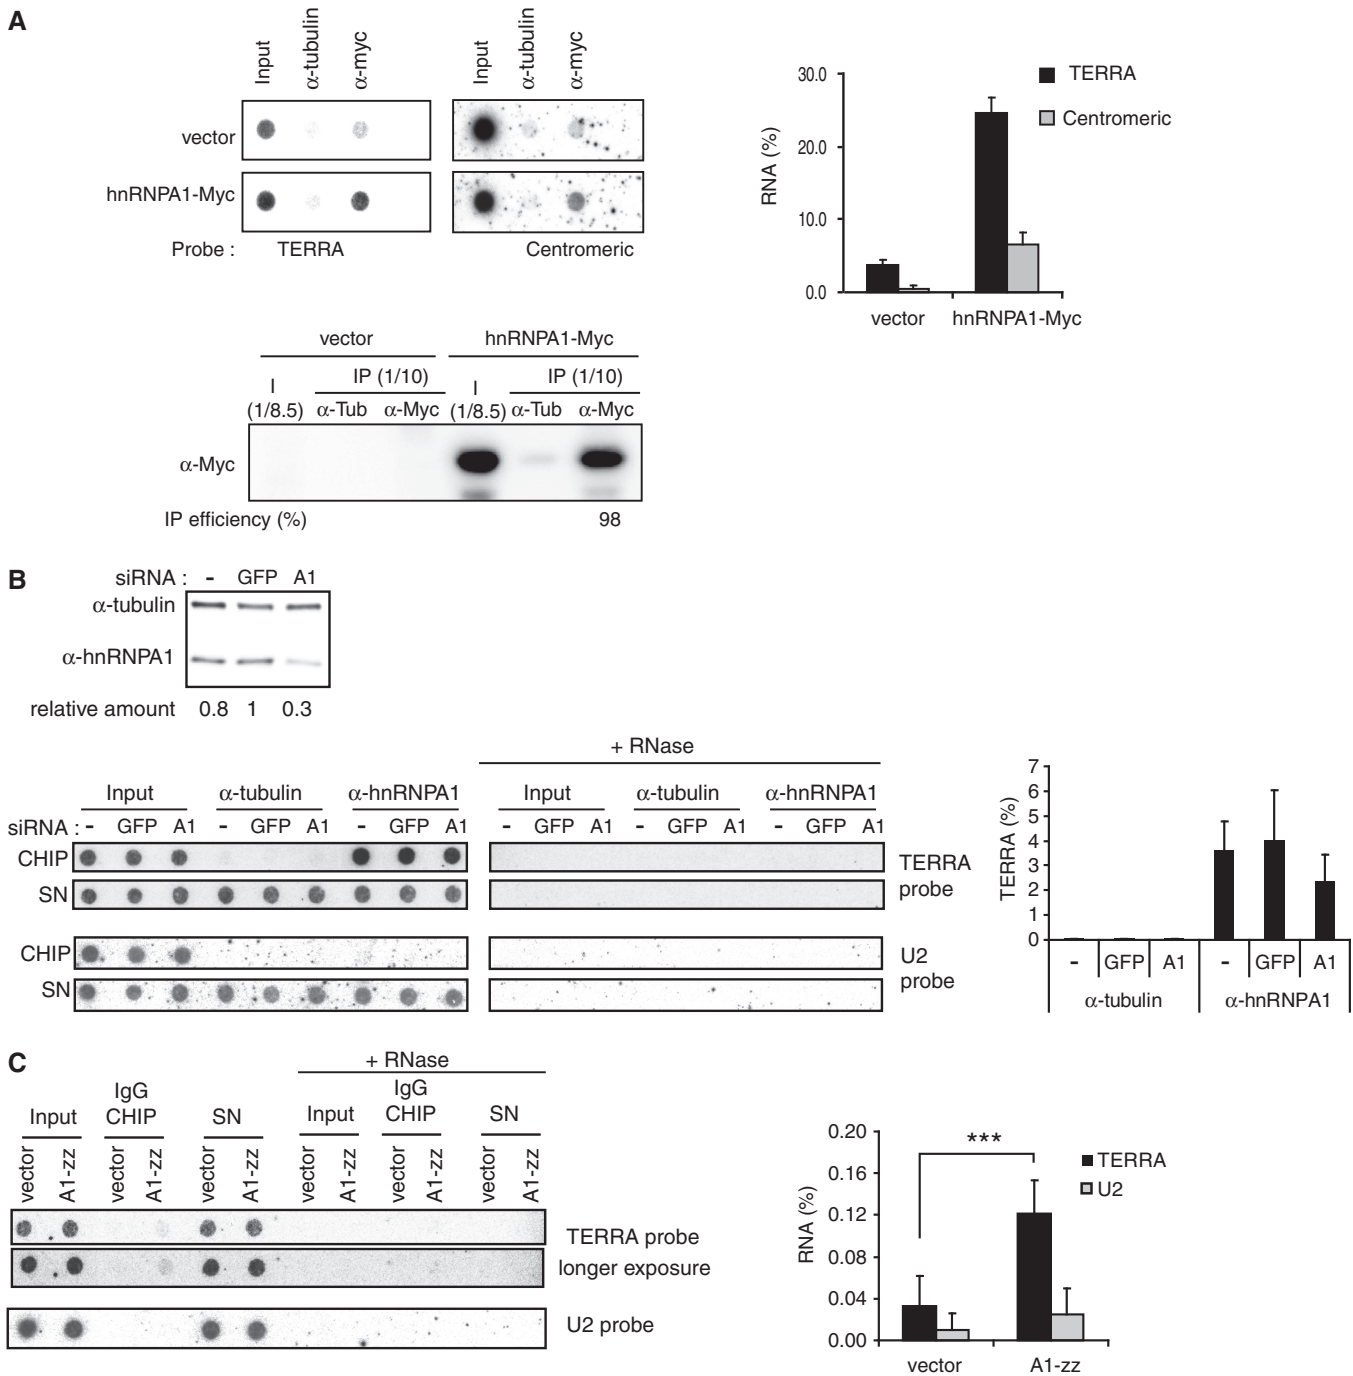 A
Input α-tubulin α-myc Input α-tubulin α-myc
vector
hnRNPA1-Myc
Probe : TERRA Centromeric
30.0
20.0
10.0
0.0
RNA (%)
TERRA
Centromeric
vector hnRNPA1-Myc
vector hnRNPA1-Myc
I IP (1/10) I IP (1/10)
(1/8.5) α-Tub α-Myc (1/8.5) α-Tub α-Myc
α-Myc
IP efficiency (%) 98
B
siRNA : - GFP A1
α-tubulin
α-hnRNPA1
relative amount 0.8 1 0.3
+ RNase
Input α-tubulin α-hnRNPA1 Input α-tubulin α-hnRNPA1
siRNA : - GFP A1 - GFP A1 - GFP A1 - GFP A1 - GFP A1 - GFP A1
CHIP
SN
TERRA
probe
CHIP
SN
U2
probe
7
6
5
4
3
2
1
0
TERRA (%)
- GFP A1 - GFP A1
α-tubulin α-hnRNPA1
C
+ RNase
Input IgG CHIP SN Input IgG CHIP SN
vector A1-zz vector A1-zz vector A1-zz vector A1-zz vector A1-zz vector A1-zz
TERRA probe
longer exposure
U2 probe
0.20
0.16
0.12
0.08
0.04
0.00
RNA (%)
***
TERRA
U2
vector A1-zz